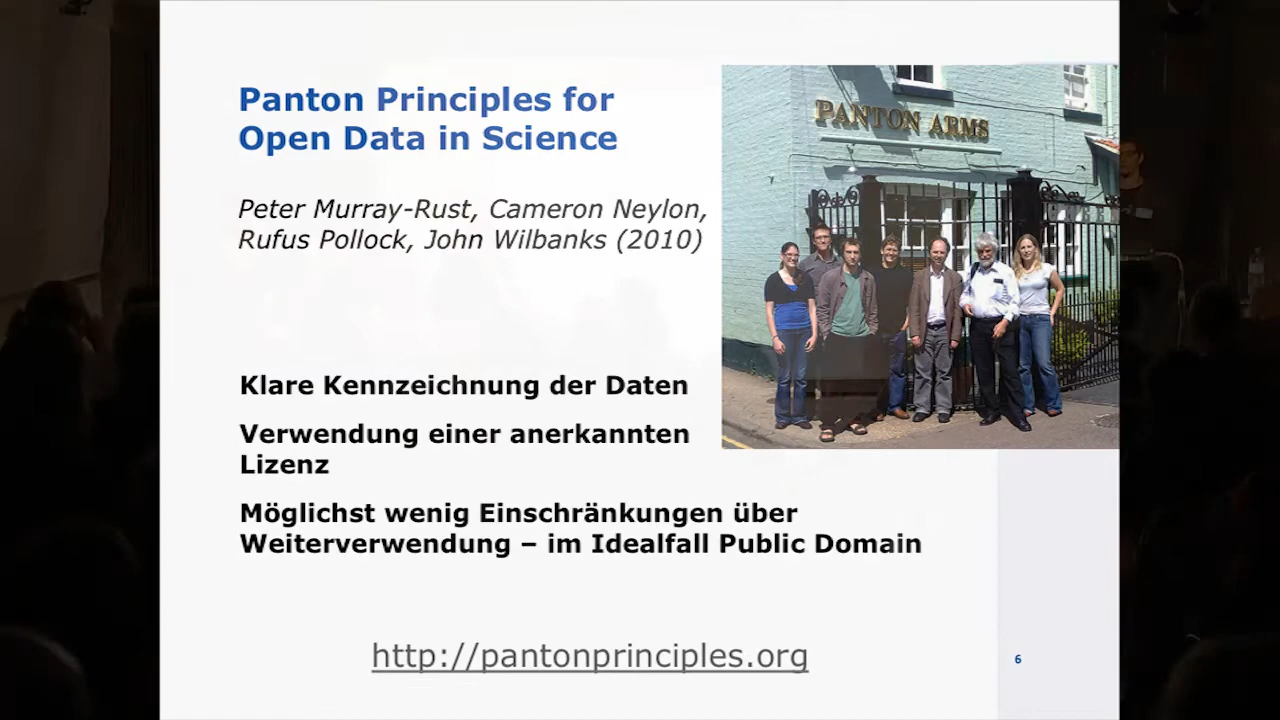 Panton Principles for
Open Data in Science
PANTON ARMS
Peter Murray-Rust, Cameron Neylon,
Rufus Pollock, John Wilbanks (2010)
Klare Kennzeichnung der Daten
Verwendung einer anerkannten
Lizenz
Möglichst wenig Einschränkungen über
Weiterverwendung – im Idealfall Public Domain
http://pantonprinciples.org
6